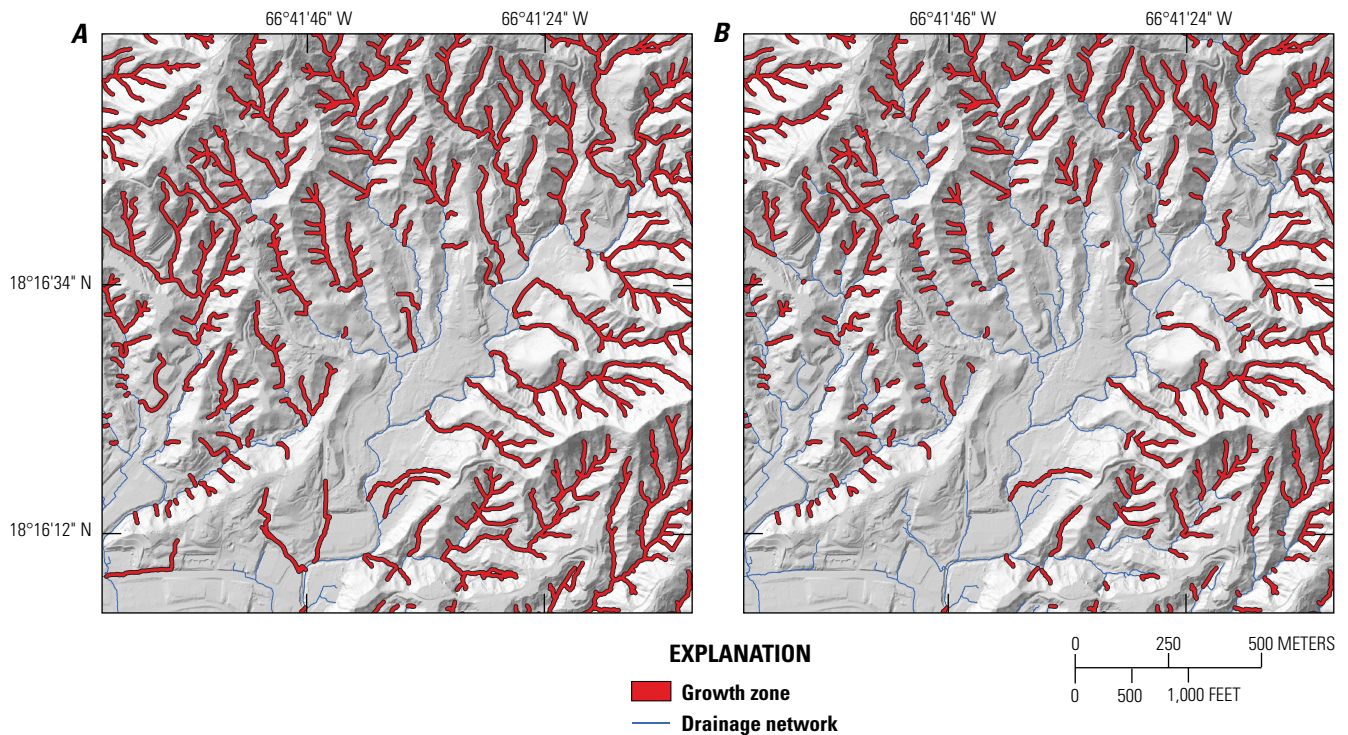 66°41'46" W 66°41'24" W 66°41'46" W 66°41'24" W
A B
18°16'34" N
18°16'12" N
EXPLANATION
Growth zone
Drainage network
0 250 500 METERS
0 500 1,000 FEET